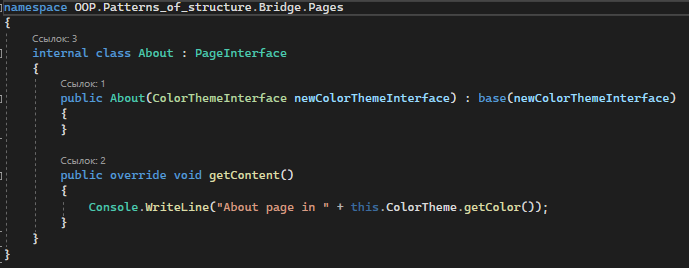 namespace OOP.Patterns_of_structure.Bridge.Pages
{
Ссылок: 3
internal class About : PageInterface
{
Ссылок: 1
public About(ColorThemeInterface newColorThemeInterface) : base(newColorThemeInterface)
{
}
Ссылок: 2
public override void getContent()
{
Console.WriteLine("About page in " + this.ColorTheme.getColor());
}
}
}